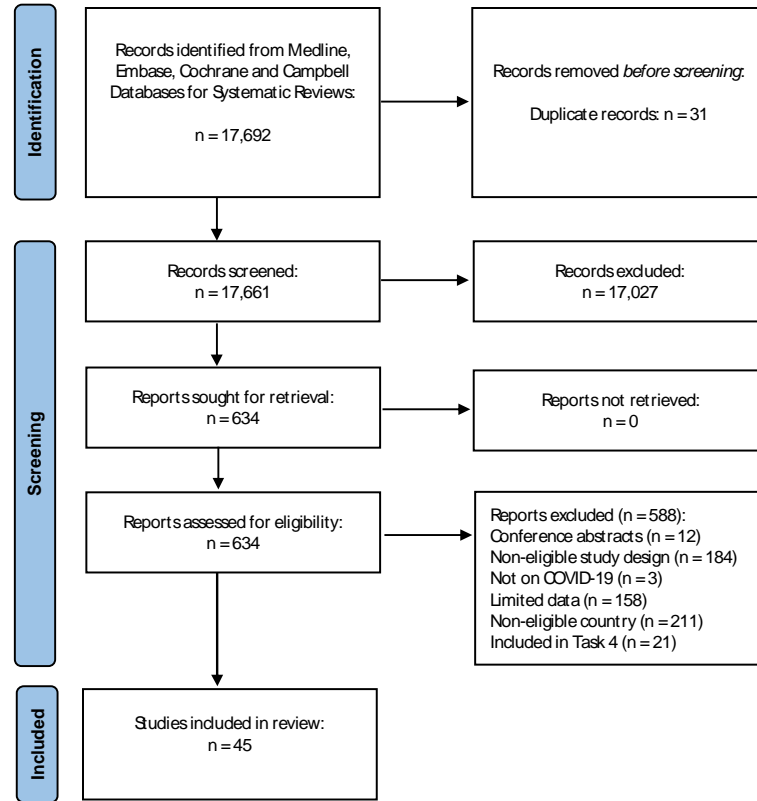 Identification
Records identified from Medline,
Embase, Cochrane and Campbell
Databases for Systematic Reviews:
n = 17,692
Records removed before screening:
Duplicate records: n = 31
Screening
Records screened:
n = 17,661
Records excluded:
n = 17,027
Reports sought for retrieval:
n = 634
Reports not retrieved:
n = 0
Reports assessed for eligibility:
n = 634
Reports excluded (n = 588):
Conference abstracts (n = 12)
Non-eligible study design (n = 184)
Not on COVID-19 (n = 3)
Limited data (n = 158)
Non-eligible country (n = 211)
Included in Task 4 (n = 21)
Included
Studies included in review:
n = 45